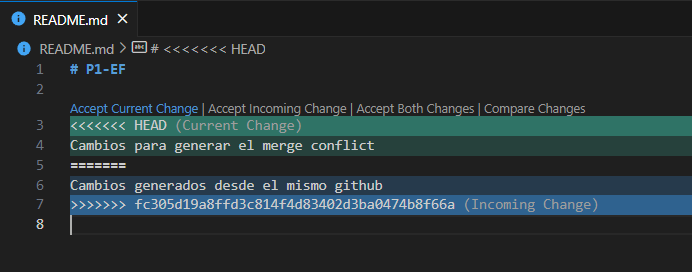 README.md ×
README.md > abc # <<<<<<< HEAD
1 # P1-EF
2
Accept Current Change | Accept Incoming Change | Accept Both Changes | Compare Changes
3 <<<<<<< HEAD (Current Change)
4 Cambios para generar el merge conflict
5 =======
6 Cambios generados desde el mismo github
7 >>>>>>> fc305d19a8ffd3c814f4d83402d3ba0474b8f66a (Incoming Change)
8